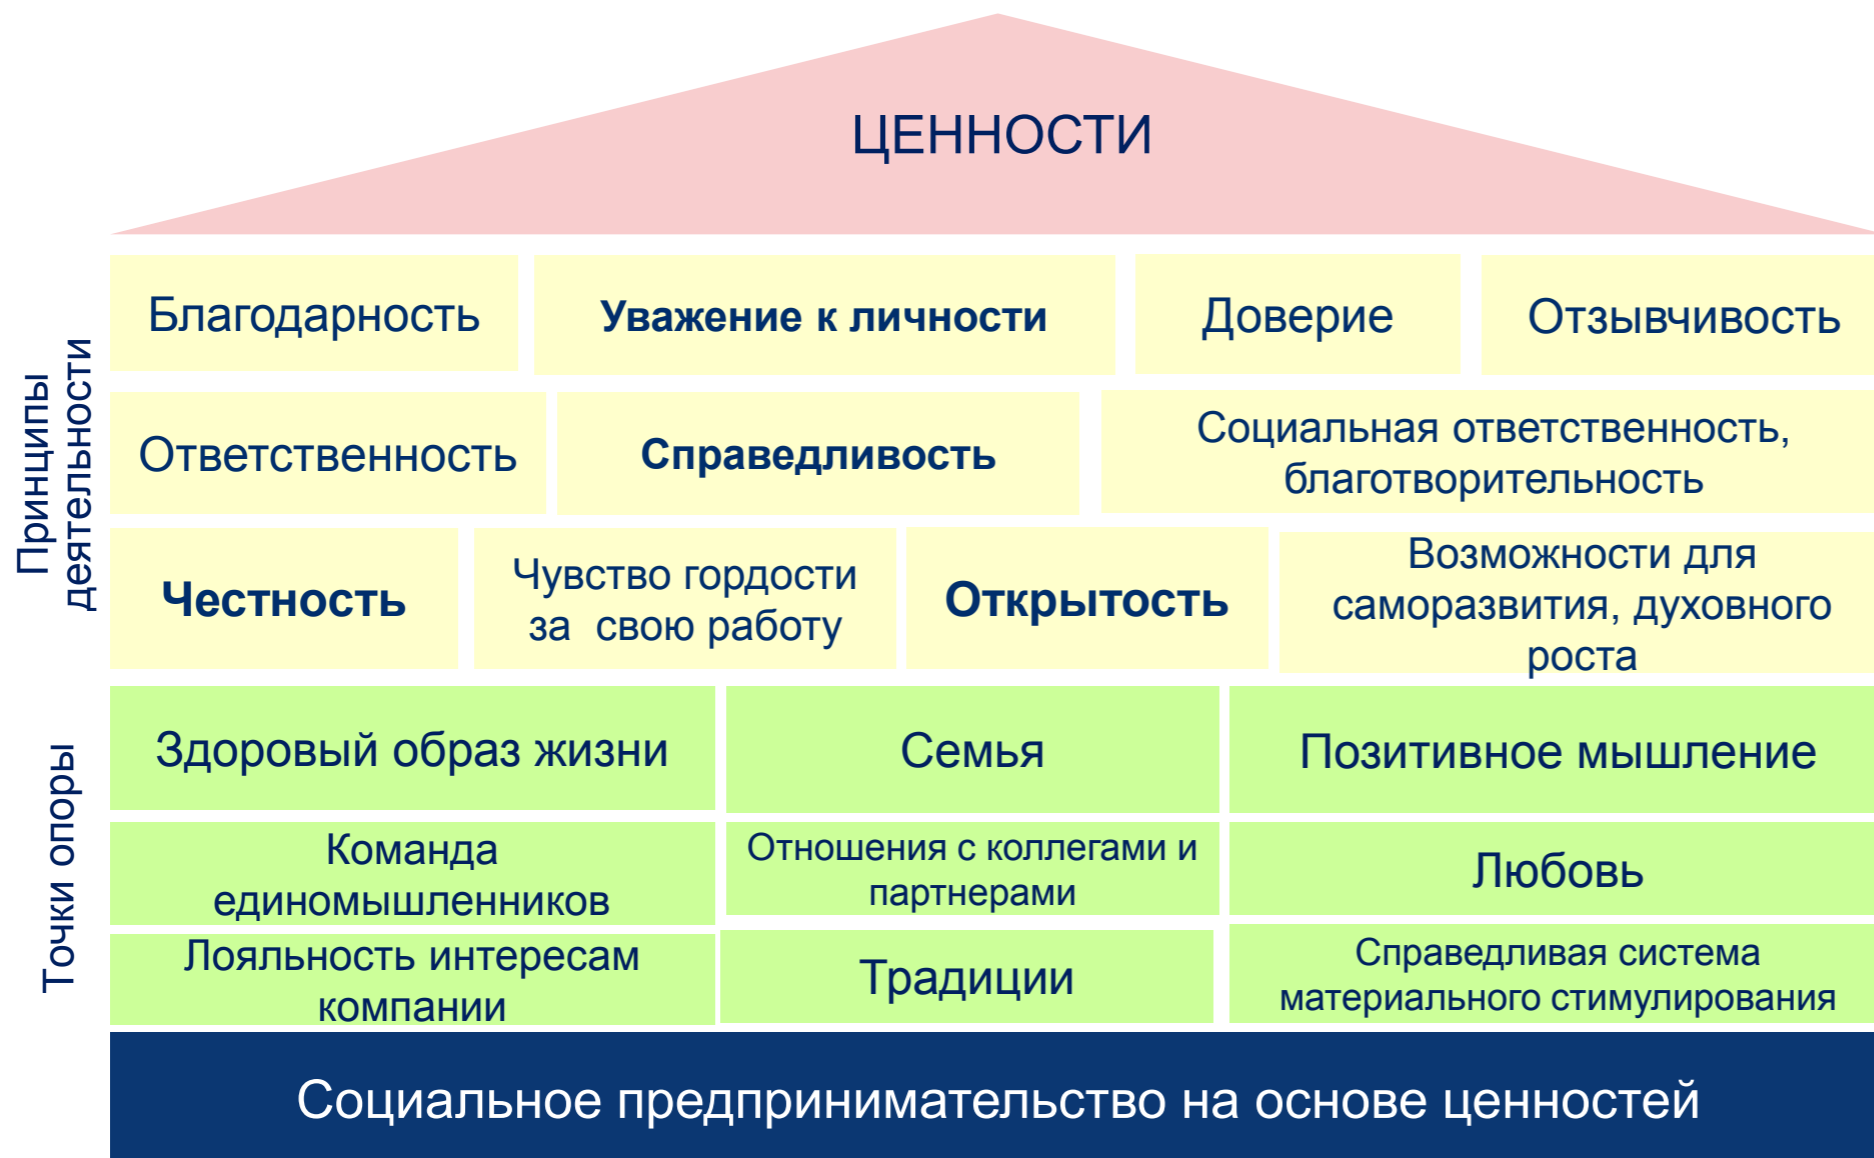 ЦЕННОСТИ
Принципы
деятельности
Благодарность
Уважение к личности
Доверие
Отзывчивость
Ответственность
Справедливость
Социальная ответственность,
благотворительность
Честность
Чувство гордости
за свою работу
Открытость
Возможности для
саморазвития, духовного
роста
Точки опоры
Здоровый образ жизни
Семья
Позитивное мышление
Команда
единомышленников
Отношения с коллегами и
партнерами
Любовь
Лояльность интересам
компании
Традиции
Справедливая система
материального стимулирования
Социальное предпринимательство на основе ценностей